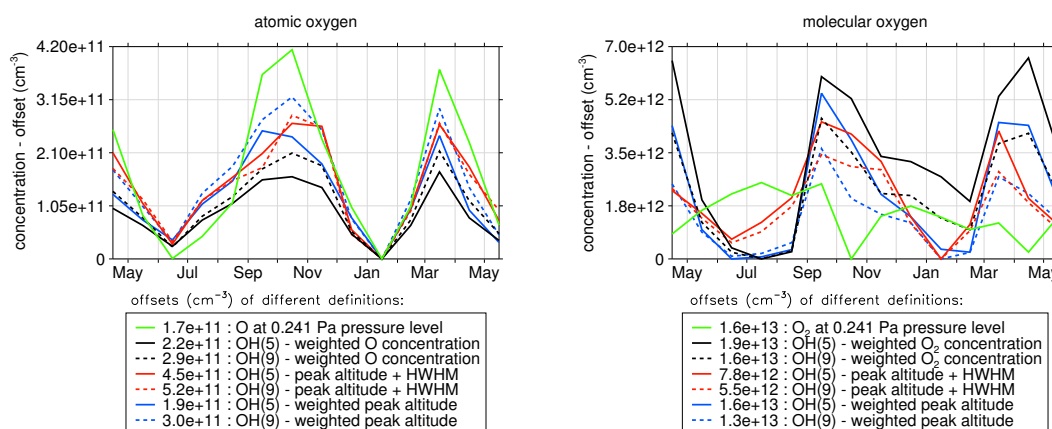 atomic oxygen
concentration - offset (cm⁻³)
4.20e+11
3.15e+11
2.10e+11
1.05e+11
0
May Jul Sep Nov Jan Mar May
offsets (cm⁻³) of different definitions:
1.7e+11 : O at 0.241 Pa pressure level
2.2e+11 : OH(5) - weighted O concentration
2.9e+11 : OH(9) - weighted O concentration
4.5e+11 : OH(5) - peak altitude + HWHM
5.2e+11 : OH(9) - peak altitude + HWHM
1.9e+11 : OH(5) - weighted peak altitude
3.0e+11 : OH(9) - weighted peak altitude
molecular oxygen
concentration - offset (cm⁻³)
7.0e+12
5.2e+12
3.5e+12
1.8e+12
0
May Jul Sep Nov Jan Mar May
offsets (cm⁻³) of different definitions:
1.6e+13 : O₂ at 0.241 Pa pressure level
1.9e+13 : OH(5) - weighted O₂ concentration
1.6e+13 : OH(9) - weighted O₂ concentration
7.8e+12 : OH(5) - peak altitude + HWHM
5.5e+12 : OH(9) - peak altitude + HWHM
1.6e+13 : OH(5) - weighted peak altitude
1.3e+13 : OH(9) - weighted peak altitude